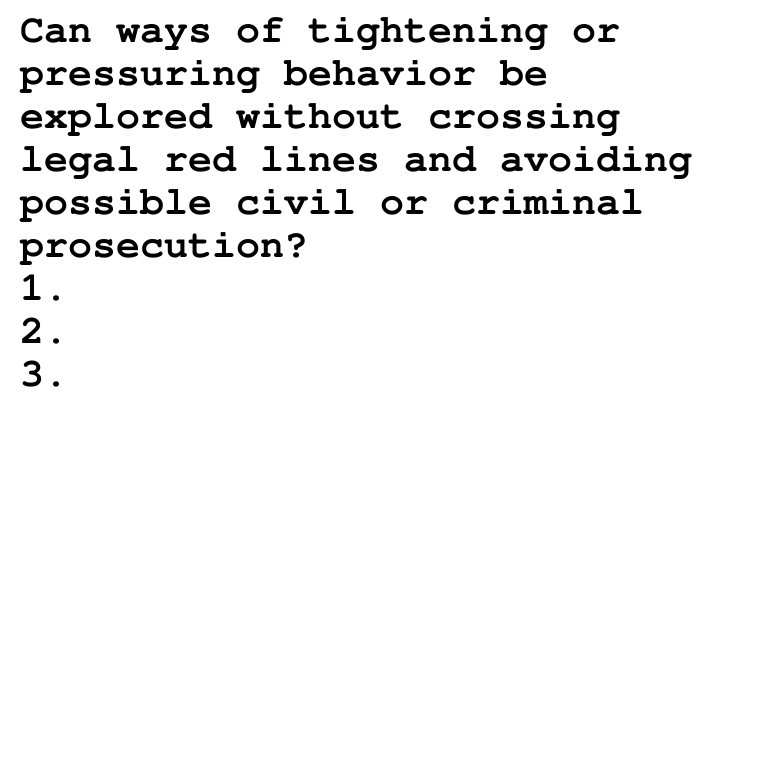 Can ways of tightening or
pressuring behavior be
explored without crossing
legal red lines and avoiding
possible civil or criminal
prosecution?
1.
2.
3.